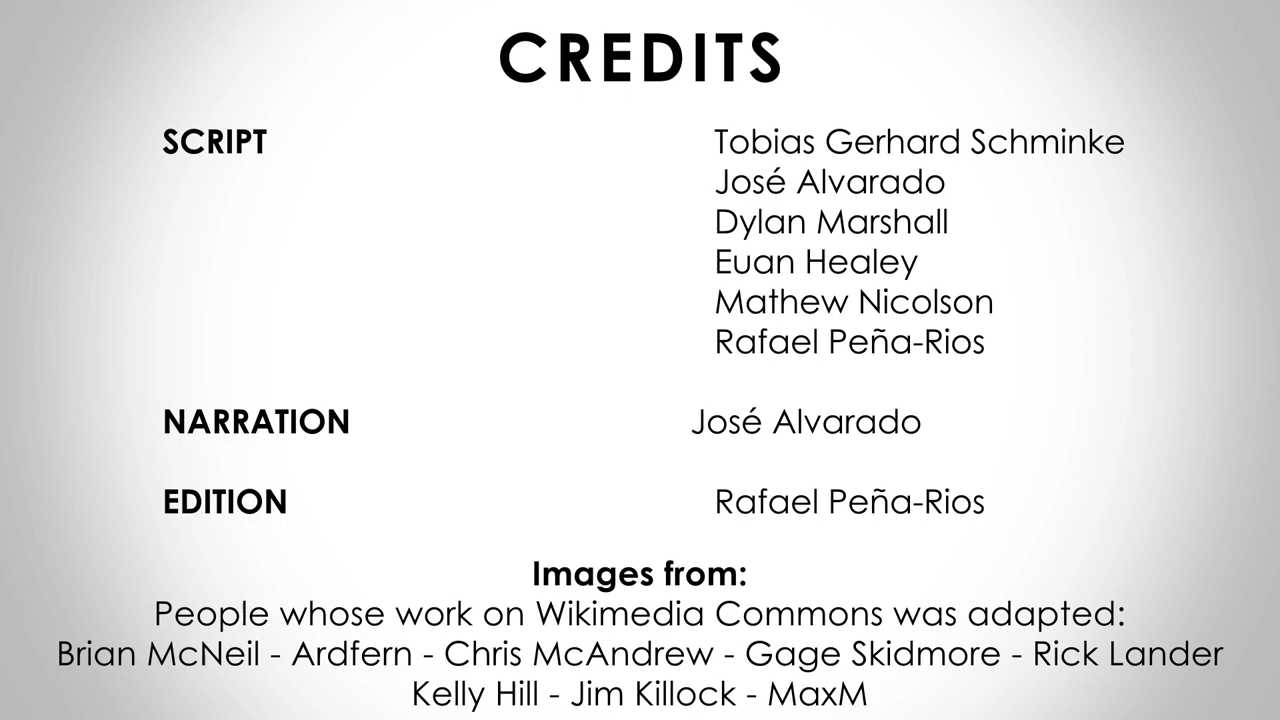 CREDITS
SCRIPT Tobias Gerhard Schminke
José Alvarado
Dylan Marshall
Euan Healey
Mathew Nicolson
Rafael Peña-Rios
NARRATION José Alvarado
EDITION Rafael Peña-Rios
Images from:
People whose work on Wikimedia Commons was adapted:
Brian McNeil - Ardfern - Chris McAndrew - Gage Skidmore - Rick Lander
Kelly Hill - Jim Killock - MaxM